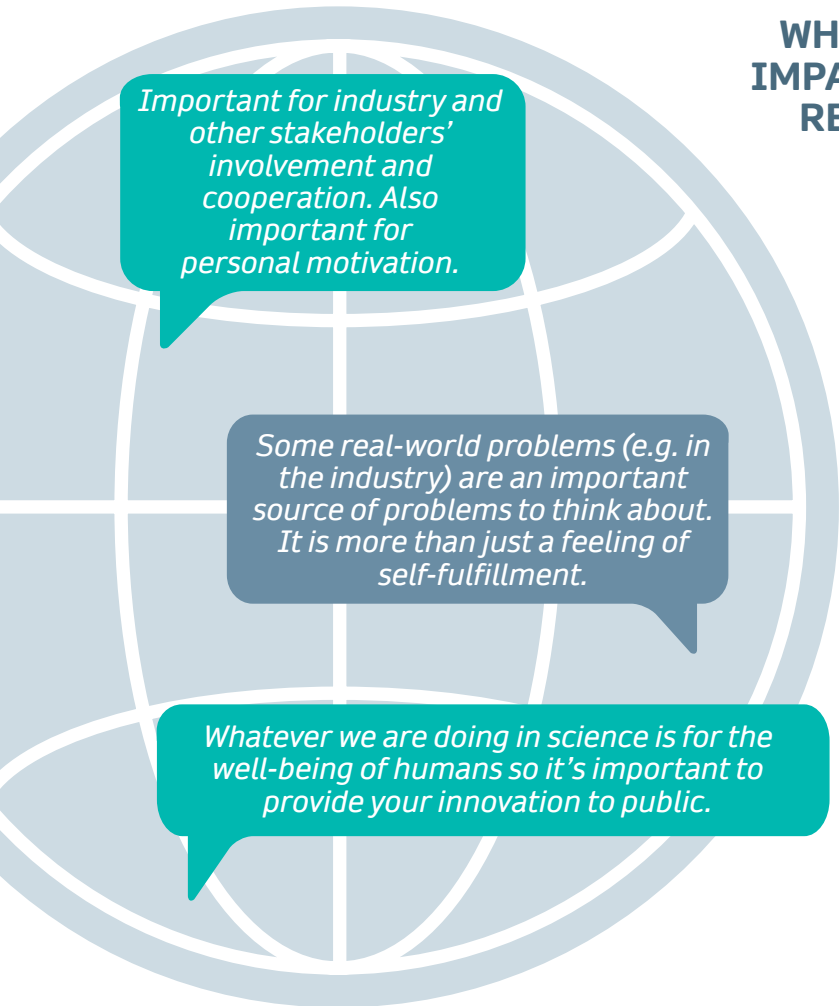 WH
IMPA
RE
Important for industry and
other stakeholders’
involvement and
cooperation. Also
important for
personal motivation.
Some real-world problems (e.g. in
the industry) are an important
source of problems to think about.
It is more than just a feeling of
self-fulfillment.
Whatever we are doing in science is for the
well-being of humans so it’s important to
provide your innovation to public.